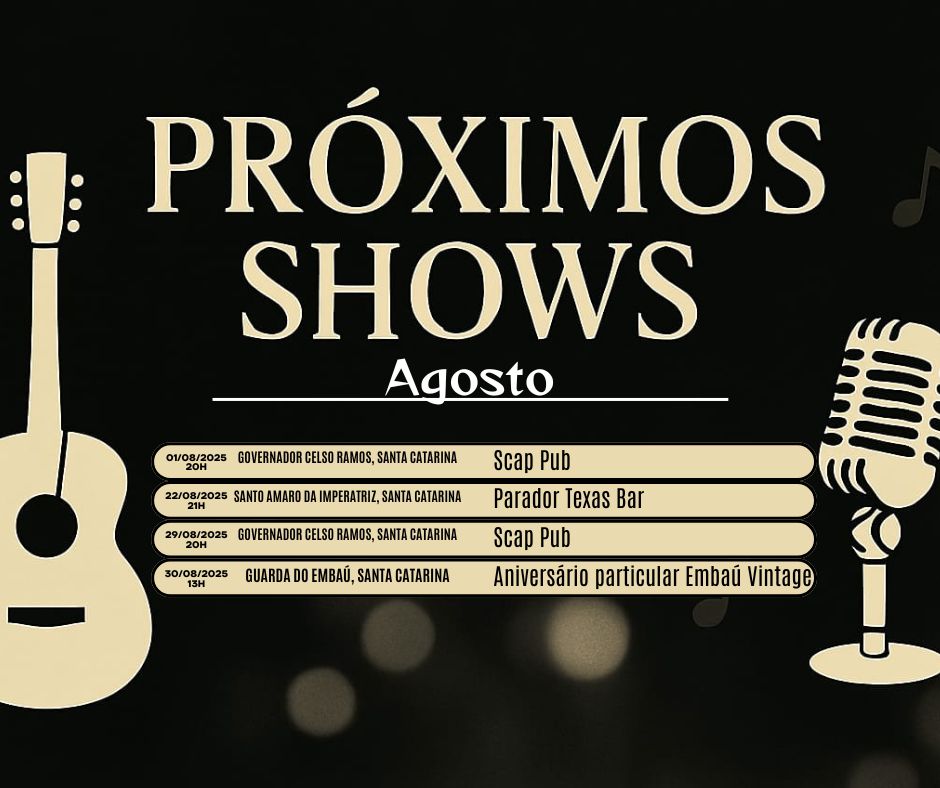 PRÓXIMOS
SHOWS
Agosto
01/08/2025
20H
GOVERNADOR CELSO RAMOS, SANTA CATARINA
Scap Pub
22/08/2025
21H
SANTO AMARO DA IMPERATRIZ, SANTA CATARINA
Parador Texas Bar
29/08/2025
20H
GOVERNADOR CELSO RAMOS, SANTA CATARINA
Scap Pub
30/08/2025
13H
GUARDA DO EMBAÚ, SANTA CATARINA
Aniversário particular Embaú Vintage